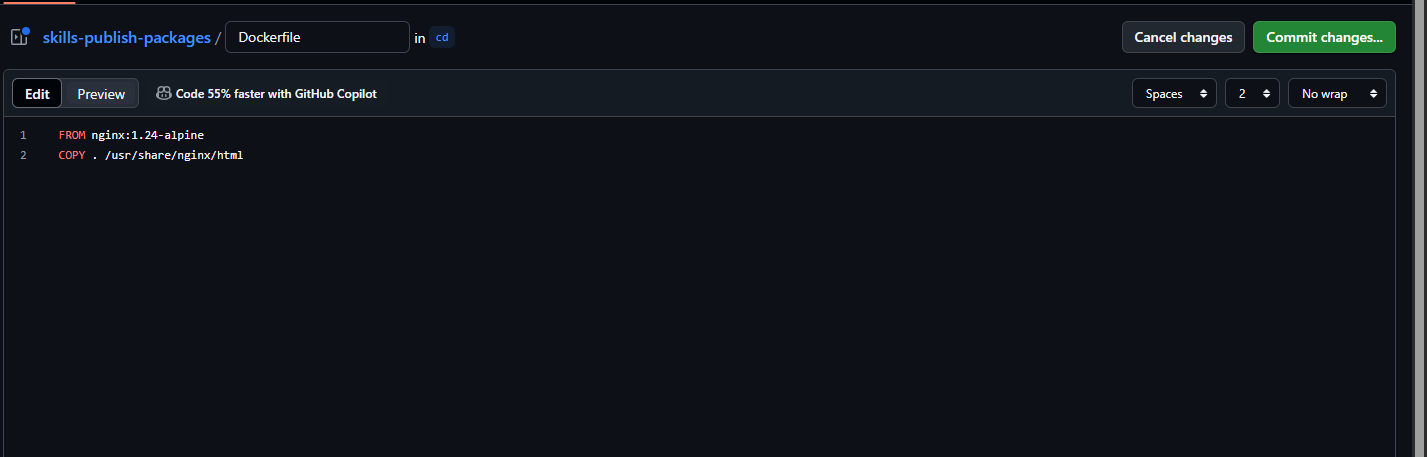 skills-publish-packages / Dockerfile in cd Cancel changes Commit changes...
Edit Preview Code 55% faster with GitHub Copilot Spaces 2 No wrap
1 FROM nginx:1.24-alpine
2 COPY . /usr/share/nginx/html